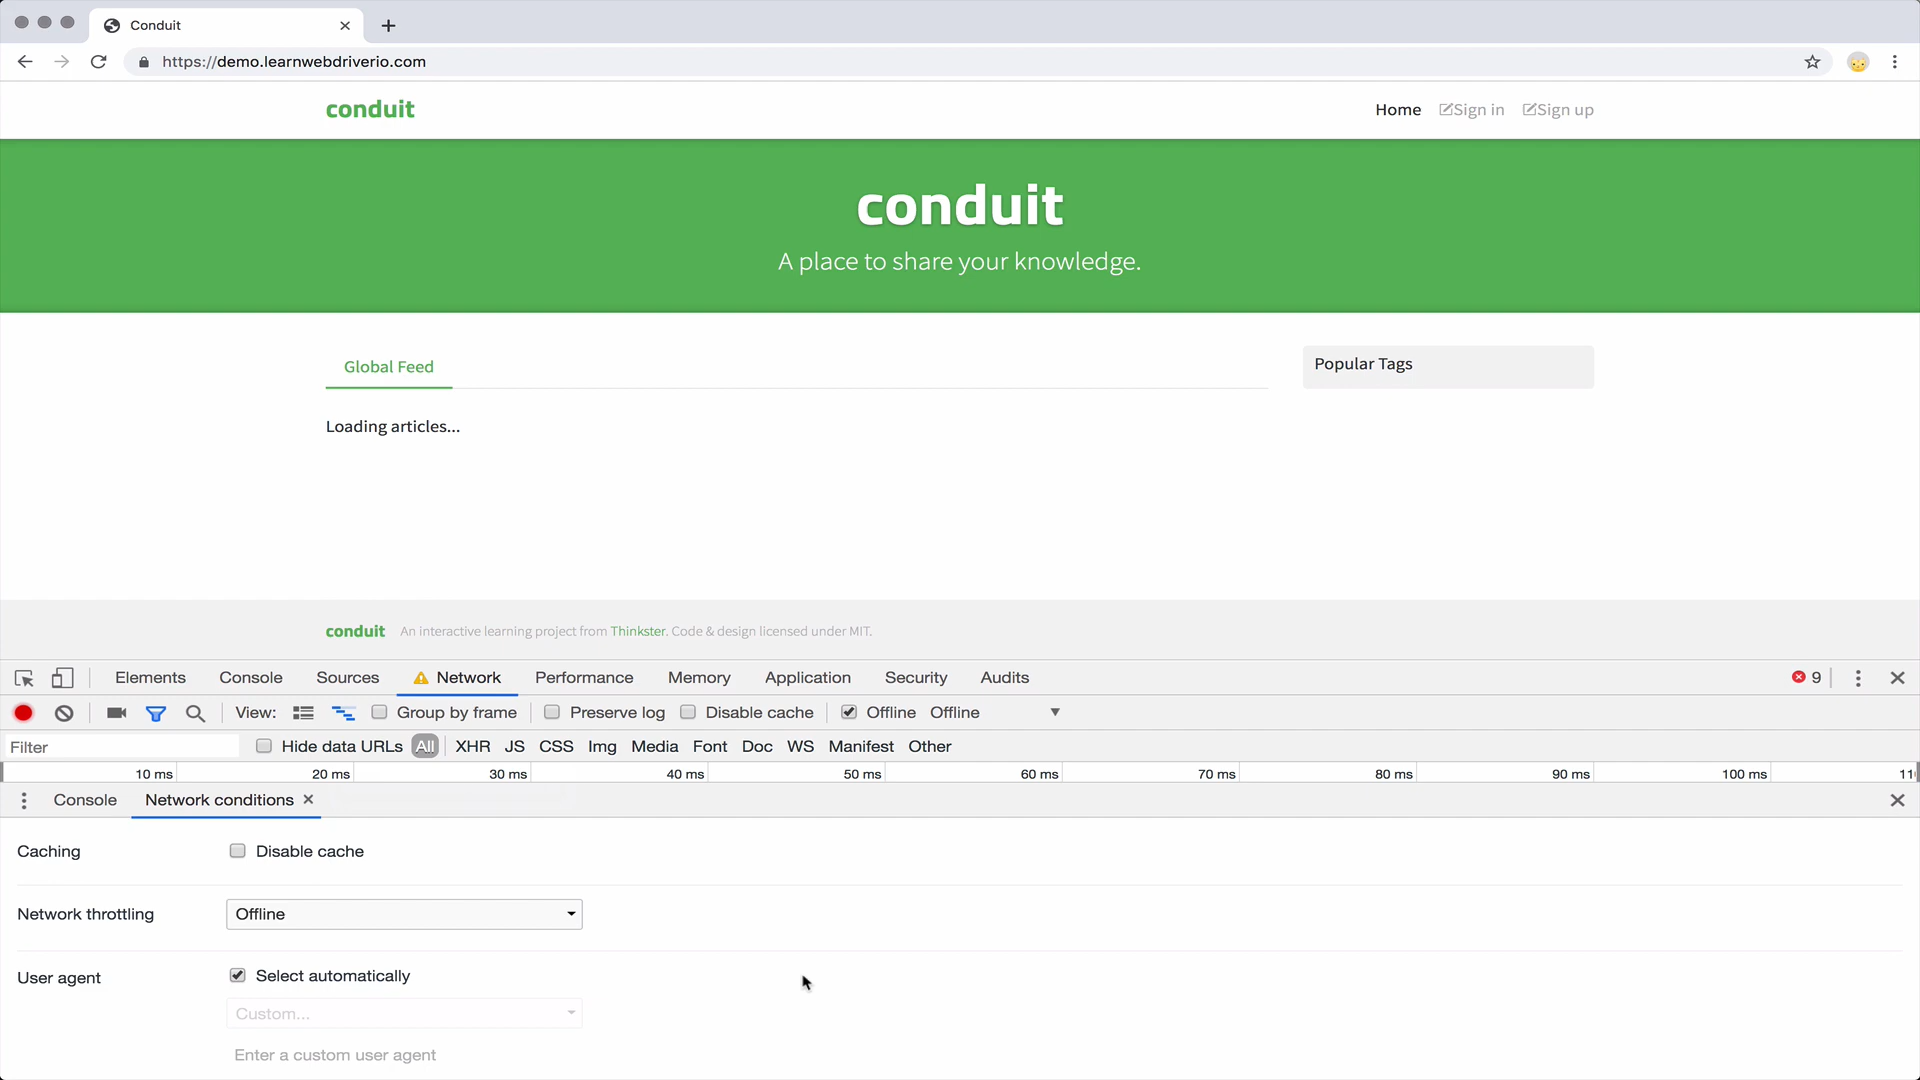 Conduit
https://demo.learnwebdriverio.com
conduit
Home Sign in Sign up
conduit
A place to share your knowledge.
Global Feed
Popular Tags
Loading articles...
conduit An interactive learning project from Thinkster. Code & design licensed under MIT.
Elements Console Sources Network Performance Memory Application Security Audits 9
View: Group by frame Preserve log Disable cache Offline Offline
Filter Hide data URLs All XHR JS CSS Img Media Font Doc WS Manifest Other
10 ms 20 ms 30 ms 40 ms 50 ms 60 ms 70 ms 80 ms 90 ms 100 ms 11
Console Network conditions
Caching Disable cache
Network throttling Offline
User agent Select automatically
Custom...
Enter a custom user agent